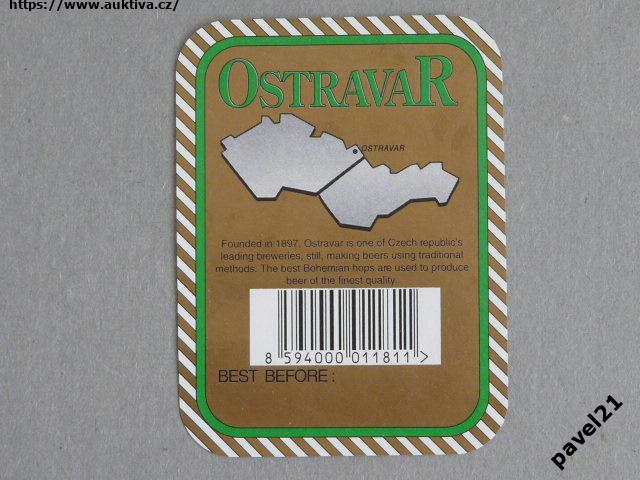 https://www.auktiva.cz/
OSTRAVAR
OSTRAVAR
Founded in 1897, Ostravar is one of Czech republic's
leading breweries, still, making beers using traditional
methods. The best Bohemian hops are used to produce
beer of the finest quality.
8 594000 011811 >
BEST BEFORE:
pavel21